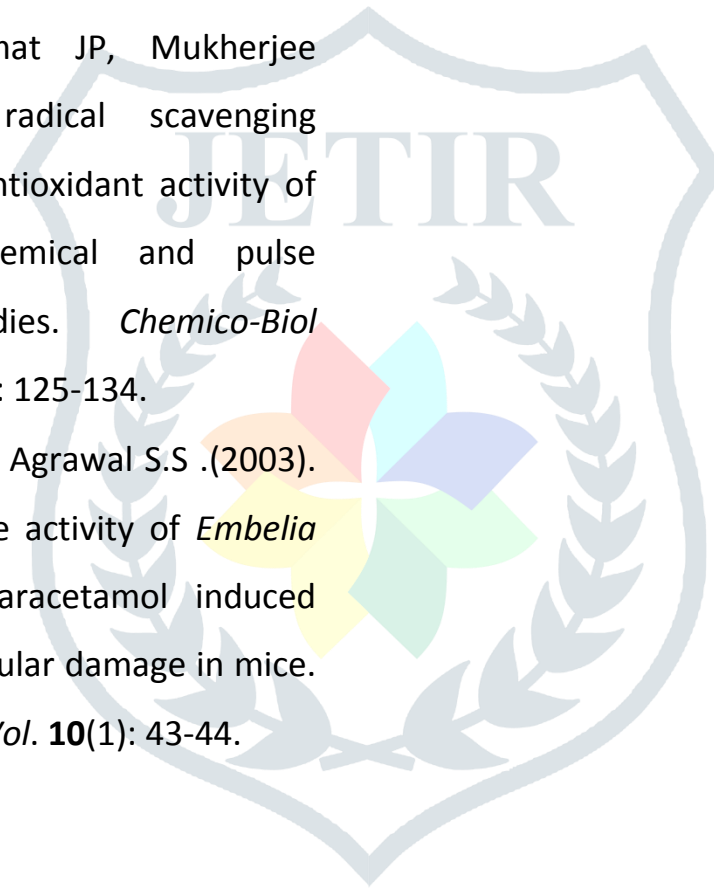 nat JP, Mukherjee
radical scavenging
ntioxidant activity of
emical and pulse
dies. Chemico-Biol
: 125-134.
Agrawal S.S .(2003).
e activity of Embelia
aracetamol induced
ular damage in mice.
Vol. 10(1): 43-44.
JETIR